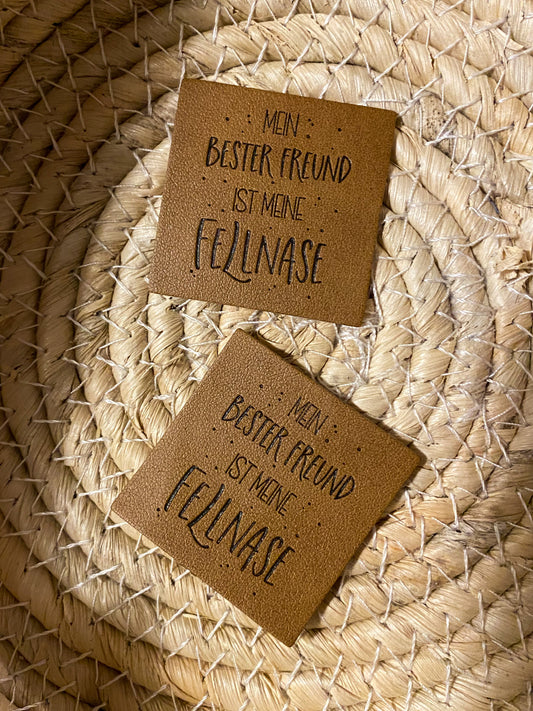 MEIN
BESTER FREUND
IST MEINE
FELLNASE
MEIN
BESTER FREUND
IST MEINE
FELLNASE